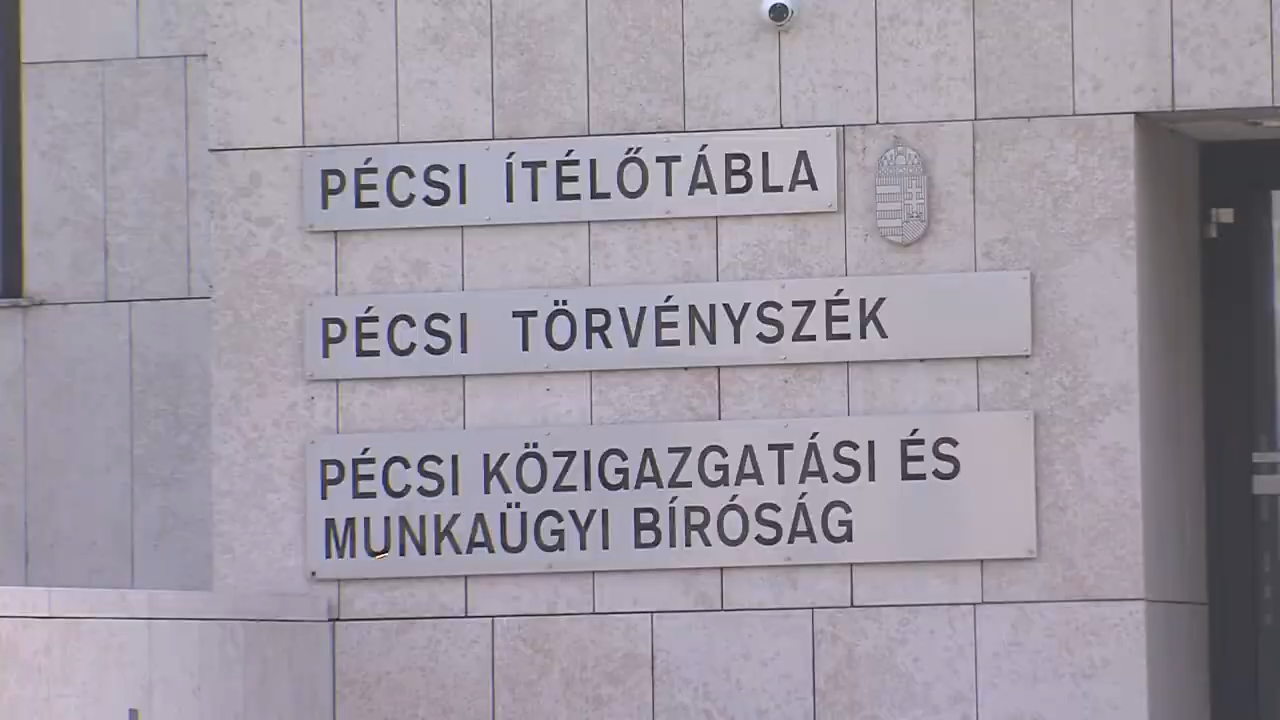 PÉCSI ÍTÉLŐTÁBLA
PÉCSI TÖRVÉNYSZÉK
PÉCSI KÖZIGAZGATÁSI ÉS
MUNKAÜGYI BÍRÓSÁG